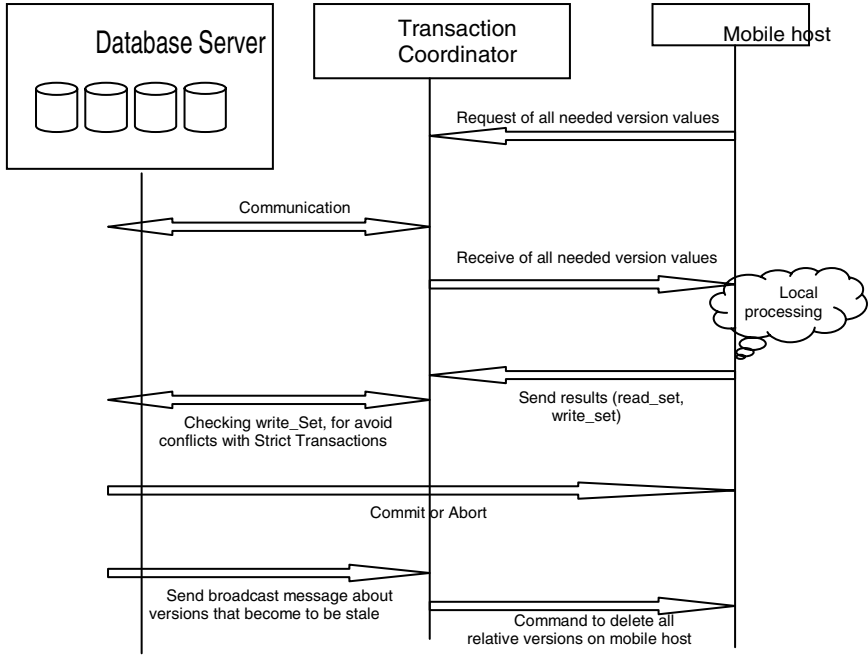 Database Server
Transaction
Coordinator
Mobile host
Request of all needed version values
Communication
Receive of all needed version values
Local
processing
Send results (read_set,
write_set)
Checking write_Set, for avoid
conflicts with Strict Transactions
Commit or Abort
Send broadcast message about
versions that become to be stale
Command to delete all
relative versions on mobile host